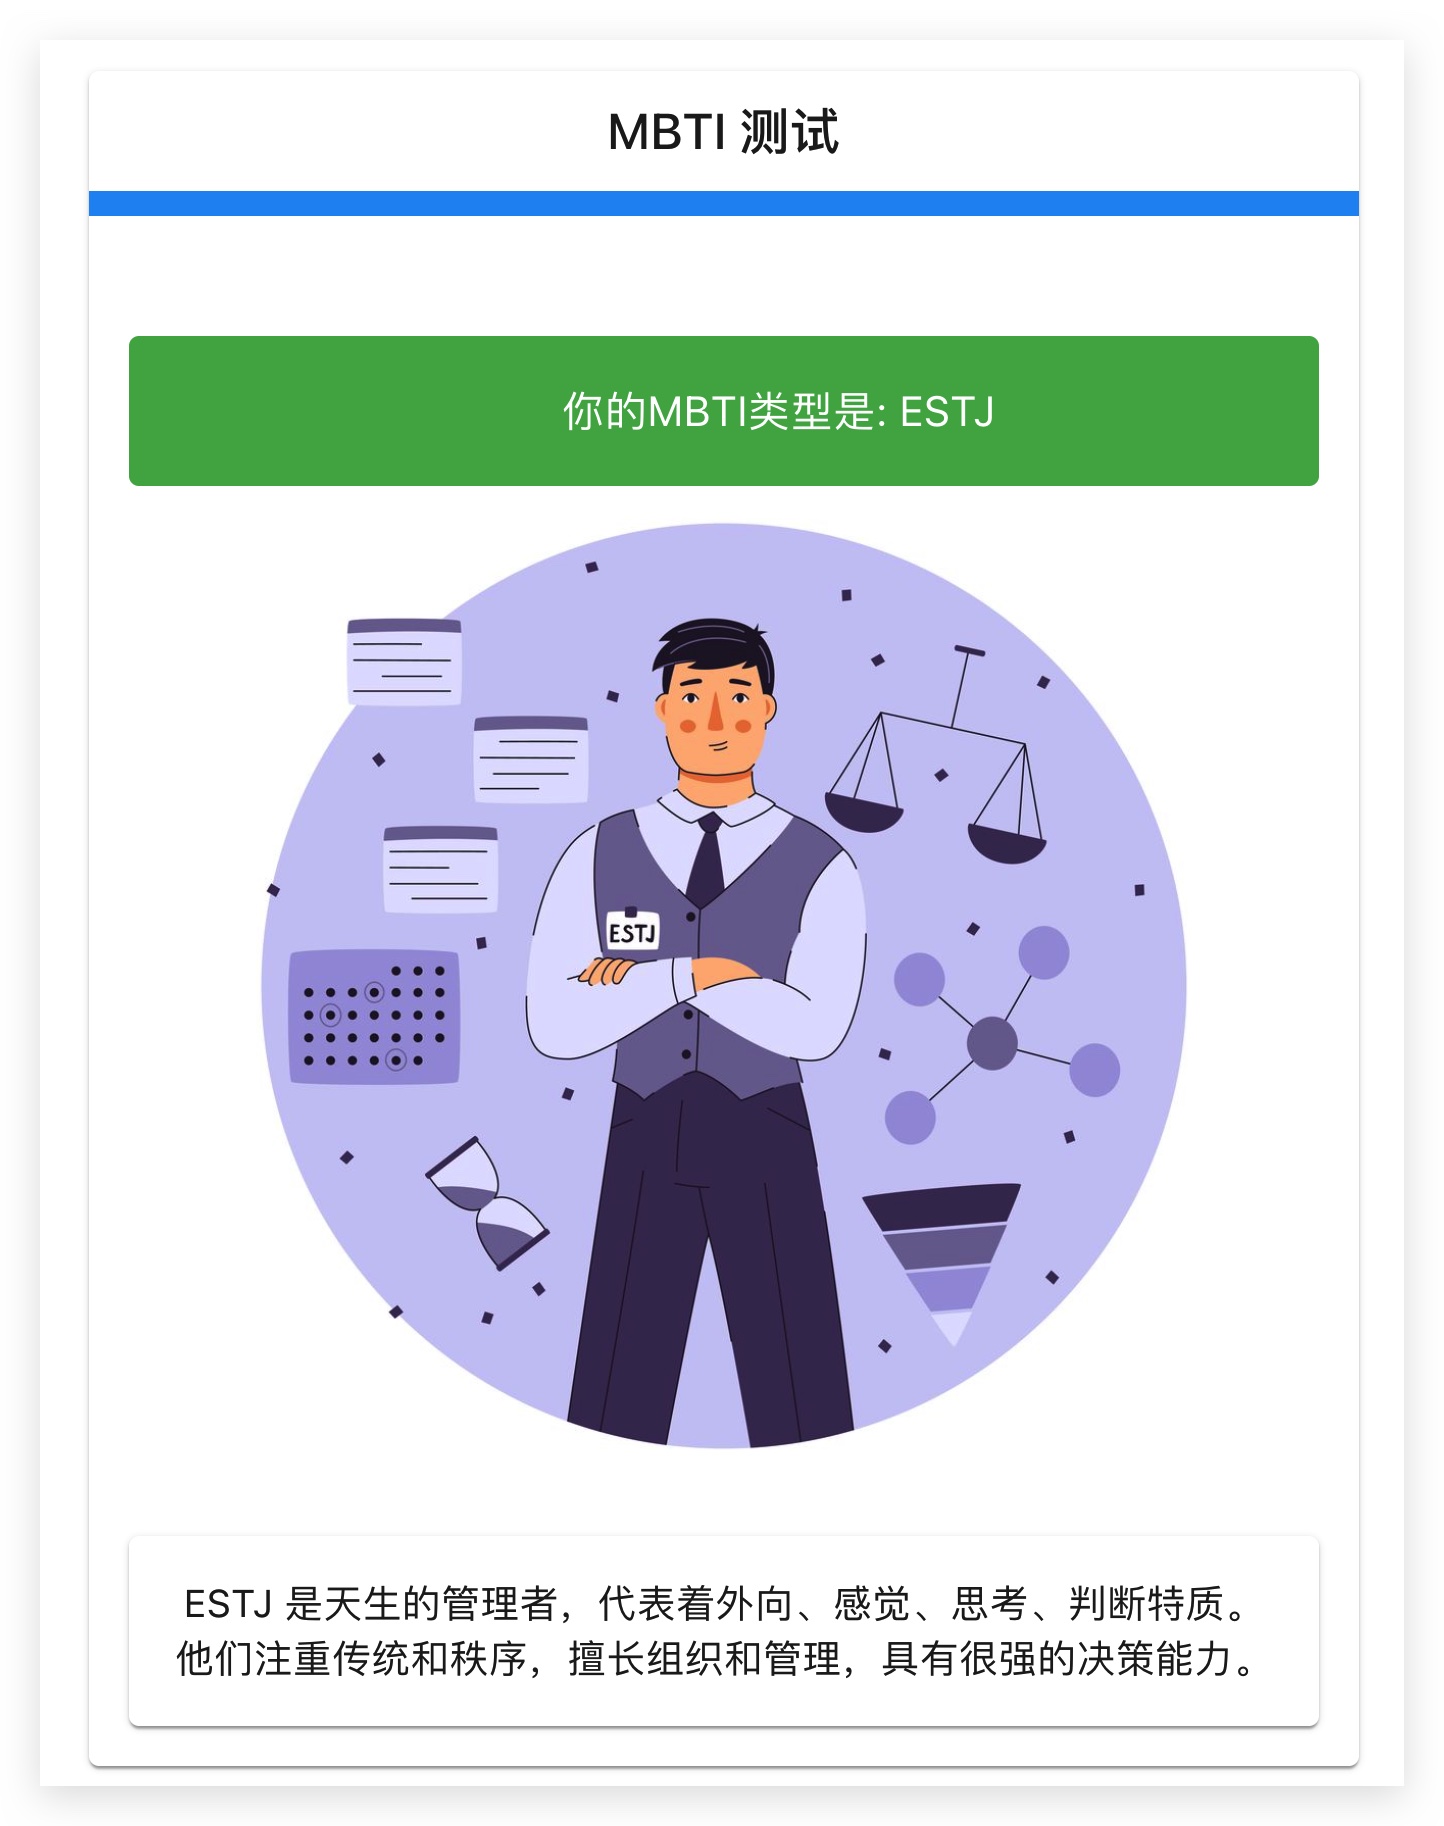 MBTI 测试
你的MBTI类型是: ESTJ
ESTJ
ESTJ 是天生的管理者，代表着外向、感觉、思考、判断特质。
他们注重传统和秩序，擅长组织和管理，具有很强的决策能力。